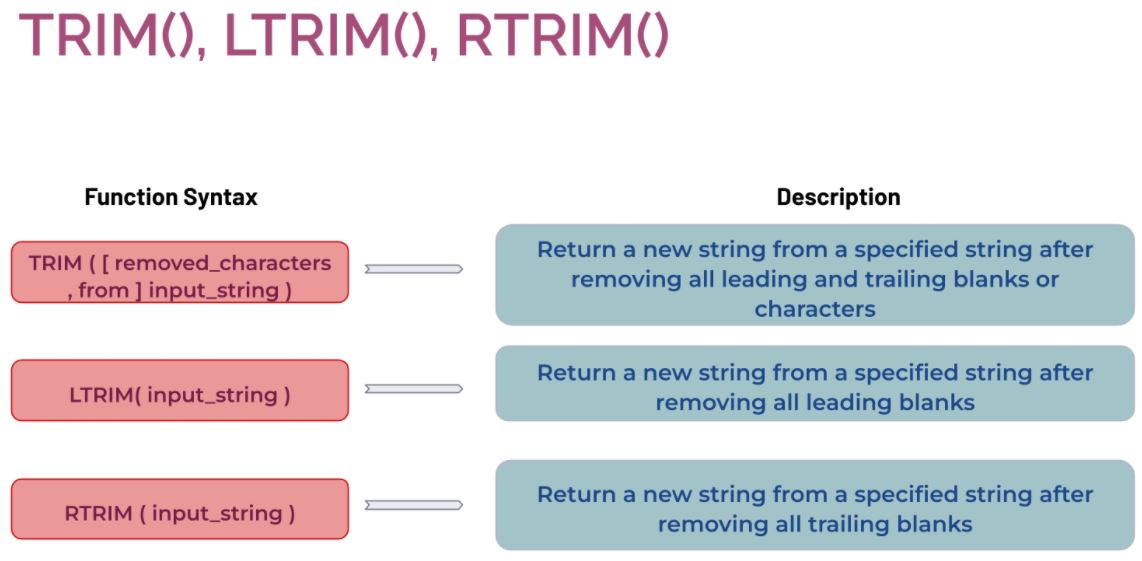 TRIM(), LTRIM(), RTRIM()
Function Syntax
Description
TRIM ( [ removed_characters
, from ] input_string )
Return a new string from a specified string after
removing all leading and trailing blanks or
characters
LTRIM( input_string )
Return a new string from a specified string after
removing all leading blanks
RTRIM ( input_string )
Return a new string from a specified string after
removing all trailing blanks